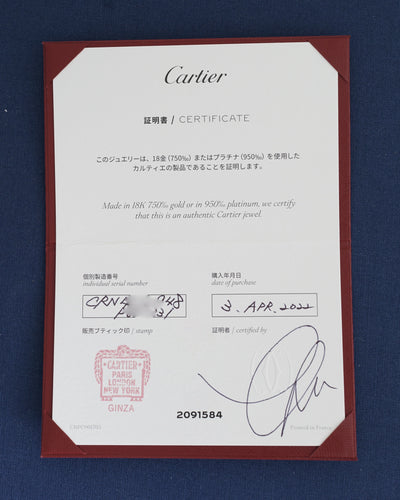 Cartier
証明書 / CERTIFICATE
このジュエリーは、18金(750‰)またはプラチナ(950‰)を使用した
カルティエの製品であることを証明します。
Made in 18K 750‰ gold or in 950‰ platinum, we certify
that this is an authentic Cartier jewel.
個別製造番号
individual serial number
購入年月日
date of purchase
3. APR. 2022
販売ブティック印 / stamp
証明者 / certified by
CARTIER
PARIS
LONDON
NEW YORK
GINZA
2091584
Printed in France